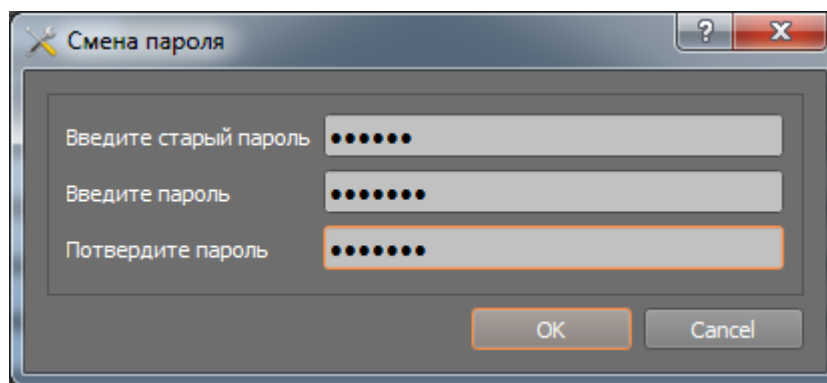 Смена пароля
Введите старый пароль ••••••
Введите пароль •••••••
Потвердите пароль •••••••
OK Cancel